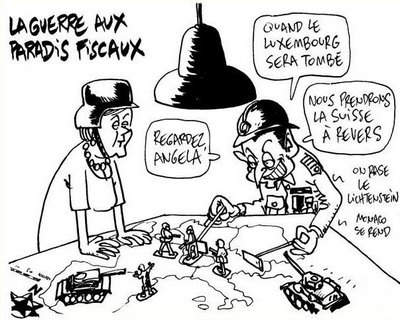 LA GUERRE AUX
PARADIS FISCAUX
QUAND LE
LUXEMBOURG
SERA TOMBÉ
NOUS PRENDRONS
LA SUISSE
À REVERS
REGARDEZ,
ANGELA
ON RASE
LE
LICHTENSTEIN
MONACO
SE REND